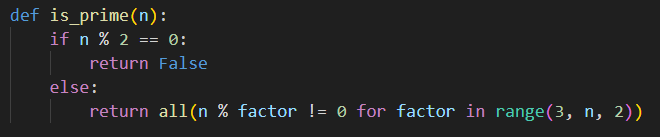 def is_prime(n):
    if n % 2 == 0:
        return False
    else:
        return all(n % factor != 0 for factor in range(3, n, 2))